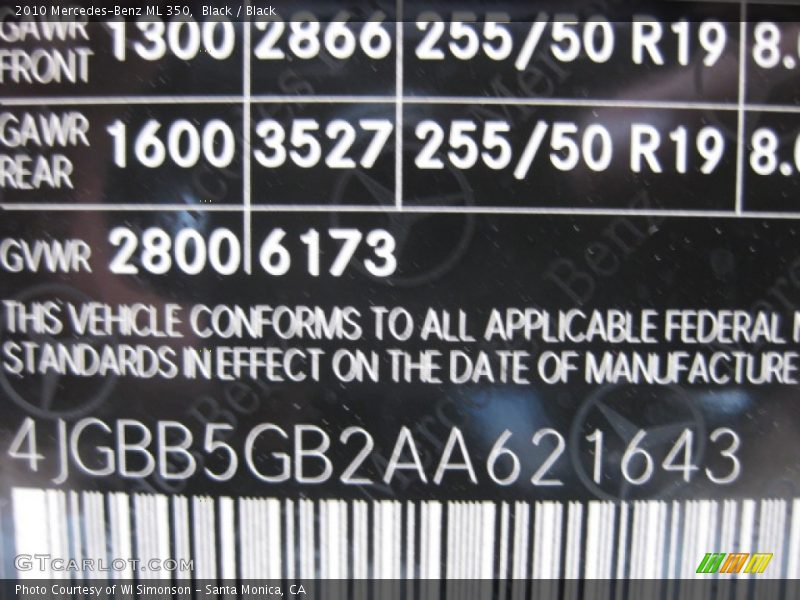 2010 Mercedes-Benz ML 350, Black / Black
GAWR FRONT 1300 2866 255/50 R19 8.
GAWR REAR 1600 3527 255/50 R19 8.
GVWR 2800 6173
THIS VEHICLE CONFORMS TO ALL APPLICABLE FEDERAL
STANDARDS IN EFFECT ON THE DATE OF MANUFACTURE
4JGBB5GB2AA621643
GTCARLOT.COM
Photo Courtesy of WI Simonson - Santa Monica, CA